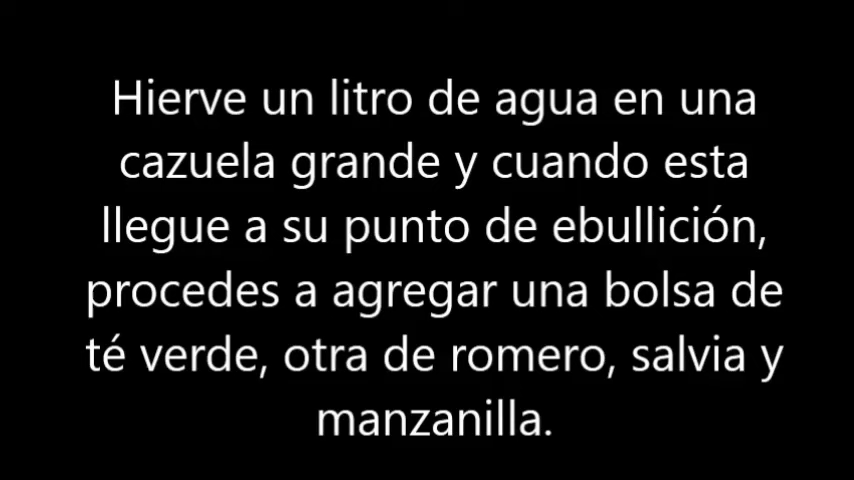 Hierve un litro de agua en una
cazuela grande y cuando esta
llegue a su punto de ebullición,
procedes a agregar una bolsa de
té verde, otra de romero, salvia y
manzanilla.